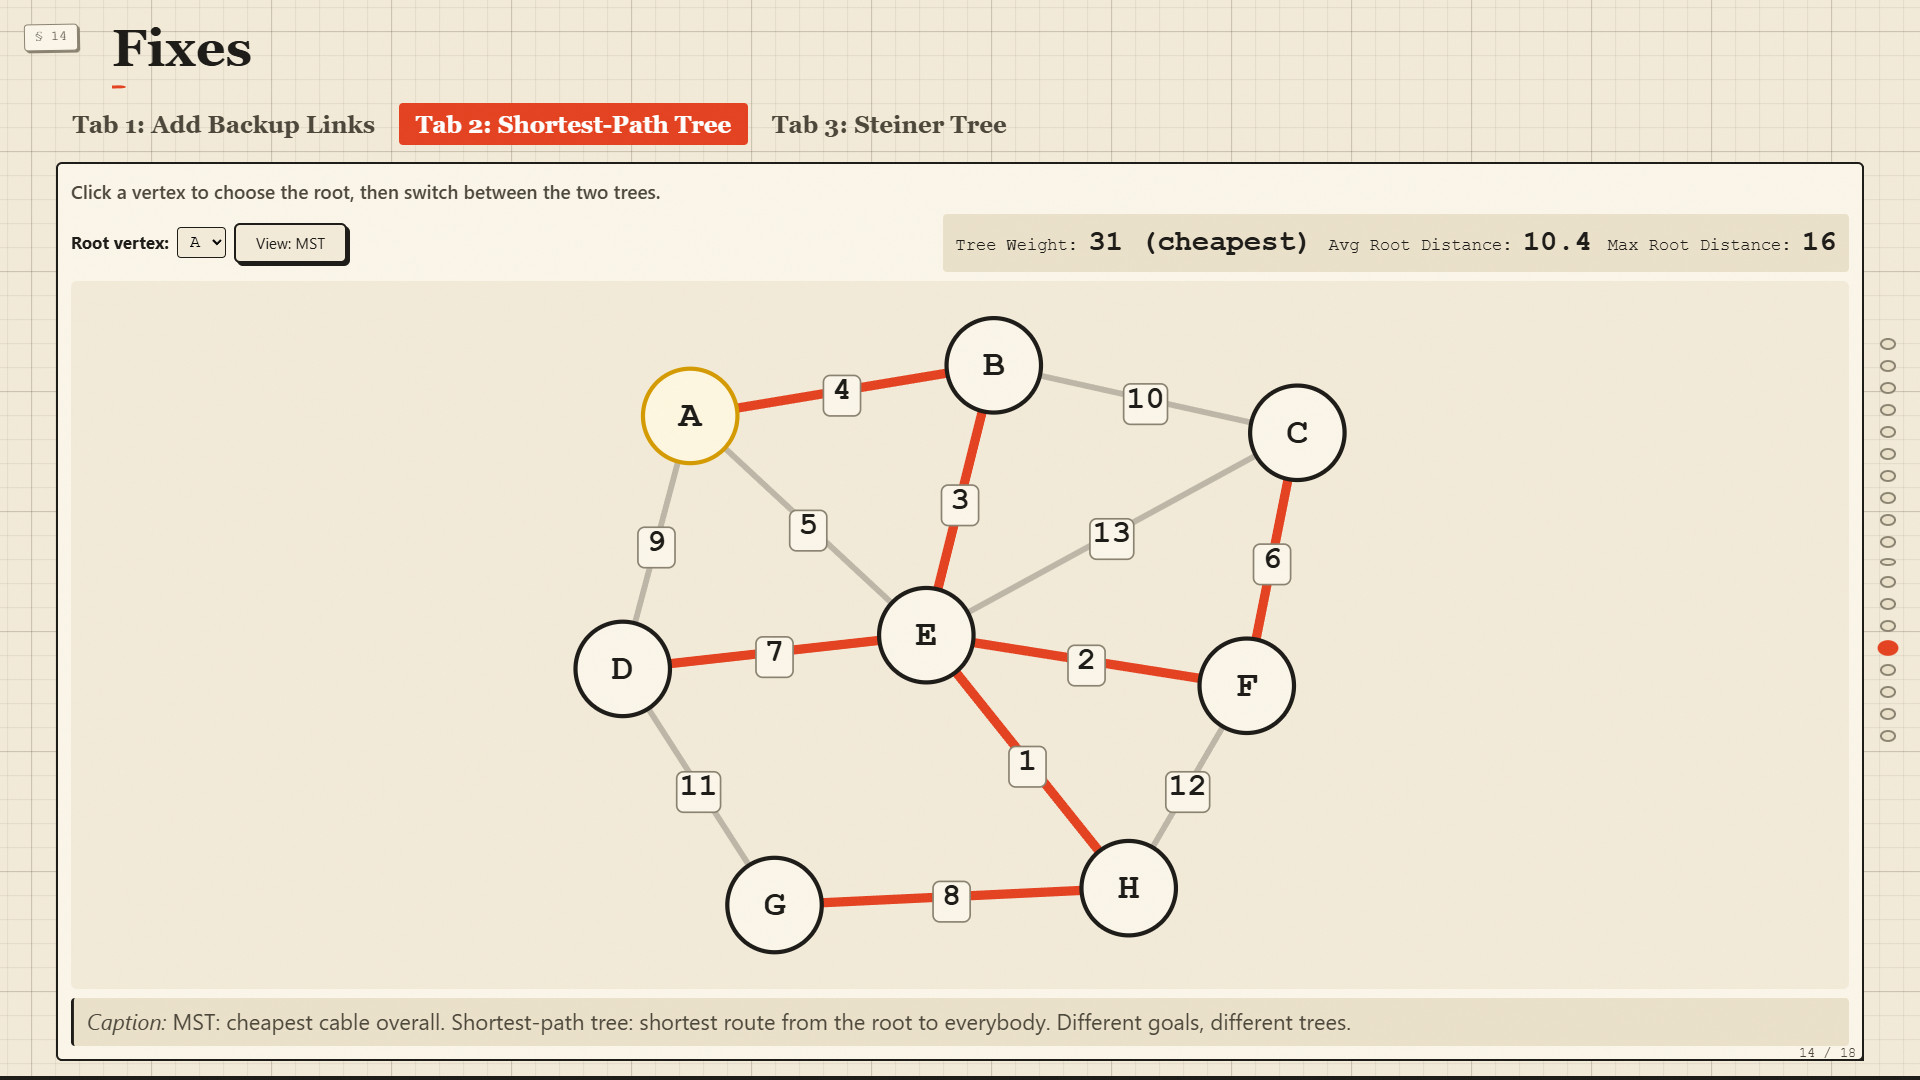 § 14
Fixes
Tab 1: Add Backup Links
Tab 2: Shortest-Path Tree
Tab 3: Steiner Tree
Click a vertex to choose the root, then switch between the two trees.
Root vertex: A View: MST
Tree Weight: 31 (cheapest) Avg Root Distance: 10.4 Max Root Distance: 16
B
4
10
A
C
3
5
13
9
6
E
7
2
D
F
1
11
12
8
H
G
Caption: MST: cheapest cable overall. Shortest-path tree: shortest route from the root to everybody. Different goals, different trees.
14 / 18